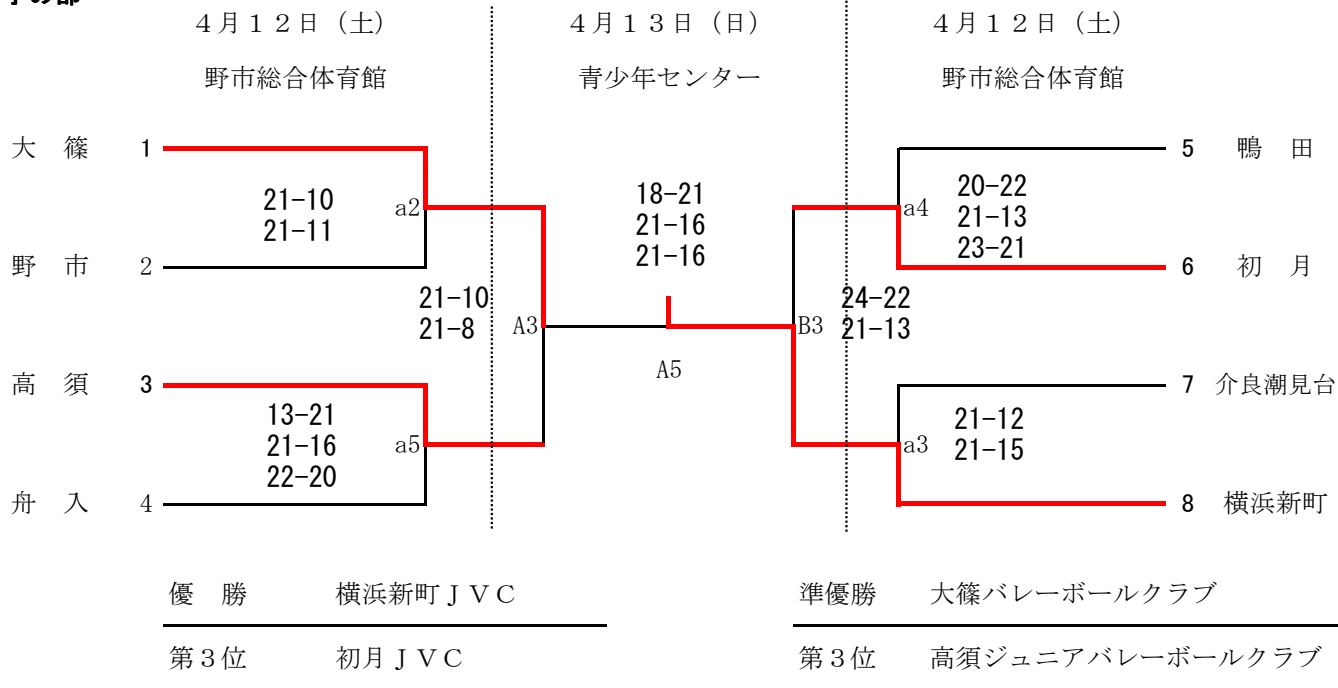 4月12日（土） 4月13日（日） 4月12日（土）
野市総合体育館 青少年センター 野市総合体育館
大 篠 1 5 鴨 田
21-10
21-11
a2
18-21
21-16
21-16
a4
20-22
21-13
23-21
野 市 2 6 初 月
21-10
21-8
A3
B3
24-22
21-13
A5
高 須 3 7 介良潮見台
13-21
21-16
22-20
a5
a3
21-12
21-15
舟 入 4 8 横浜新町
優 勝 横浜新町ＪＶＣ 準優勝 大篠バレーボールクラブ
第３位 初月ＪＶＣ 第３位 高須ジュニアバレーボールクラブ